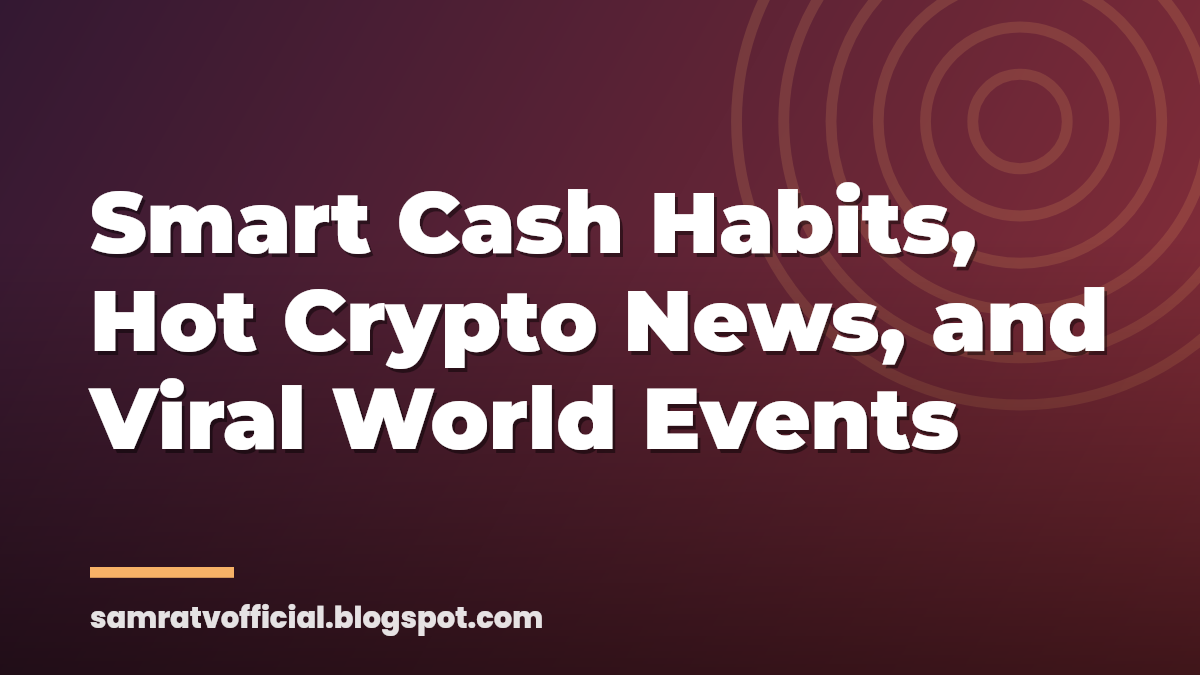 Smart Cash Habits,
Hot Crypto News, and
Viral World Events
samratvofficial.blogspot.com